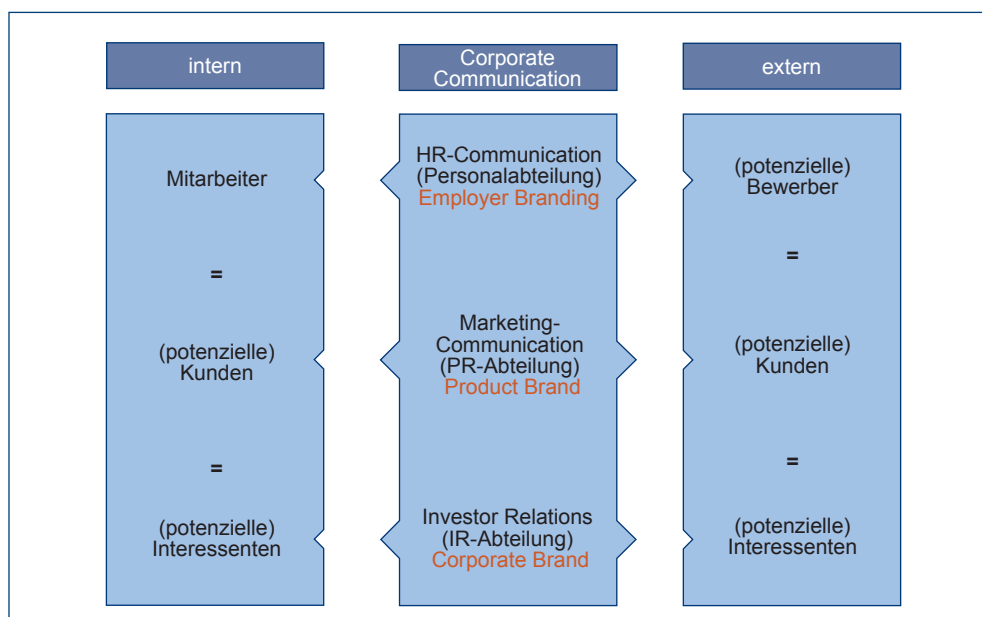 intern
Corporate
Communication
extern
Mitarbeiter
=
(potenzielle)
Kunden
=
(potenzielle)
Interessenten
HR-Communication
(Personalabteilung)
Employer Branding
Marketing-
Communication
(PR-Abteilung)
Product Brand
Investor Relations
(IR-Abteilung)
Corporate Brand
(potenzielle)
Bewerber
=
(potenzielle)
Kunden
=
(potenzielle)
Interessenten